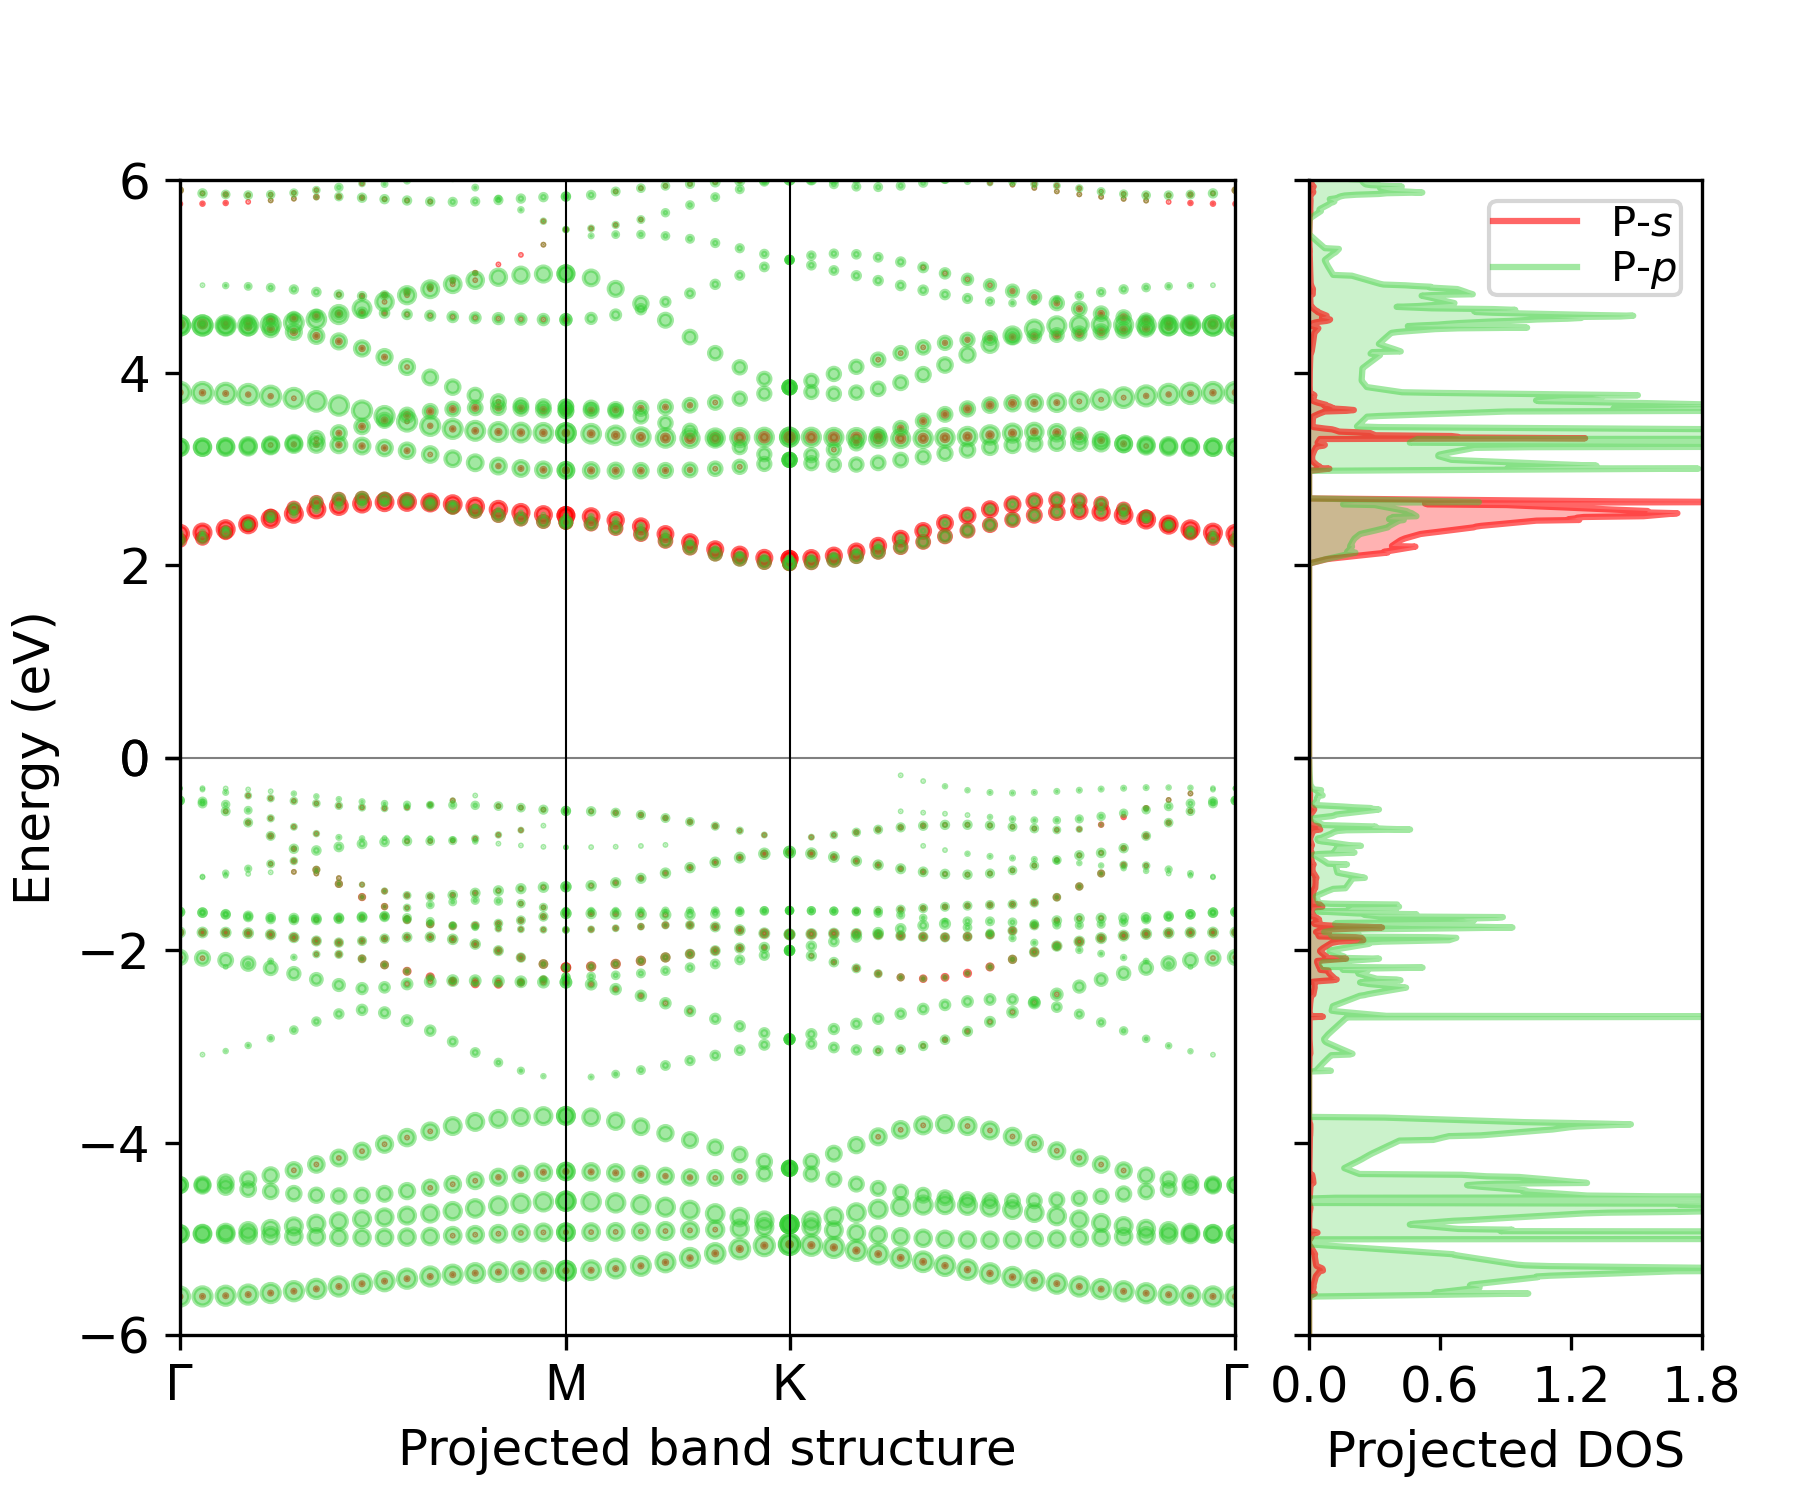 6
4
2
0
−2
−4
−6
Energy (eV)
Γ M K Γ
Projected band structure
P-s
P-p
0.0 0.6 1.2 1.8
Projected DOS